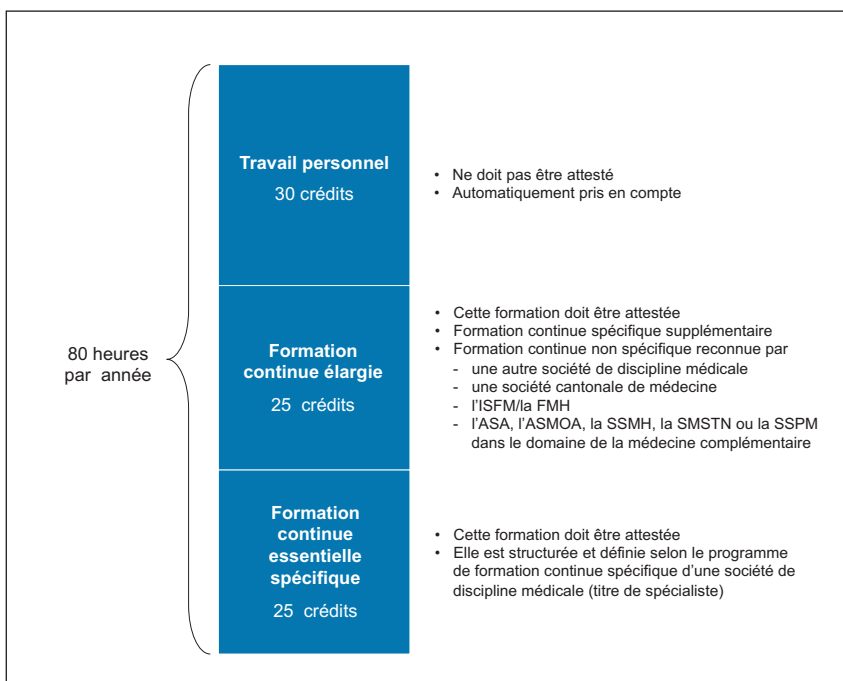 80 heures
par année
Travail personnel
30 crédits
• Ne doit pas être attesté
• Automatiquement pris en compte
Formation
continue élargie
25 crédits
• Cette formation doit être attestée
• Formation continue spécifique supplémentaire
• Formation continue non spécifique reconnue par
- une autre société de discipline médicale
- une société cantonale de médecine
- l'ISFM/la FMH
- l'ASA, l'ASMOA, la SSMH, la SMSTN ou la SSPM
dans le domaine de la médecine complémentaire
Formation
continue
essentielle
spécifique
25 crédits
• Cette formation doit être attestée
• Elle est structurée et définie selon le programme
de formation continue spécifique d'une société de
discipline médicale (titre de spécialiste)